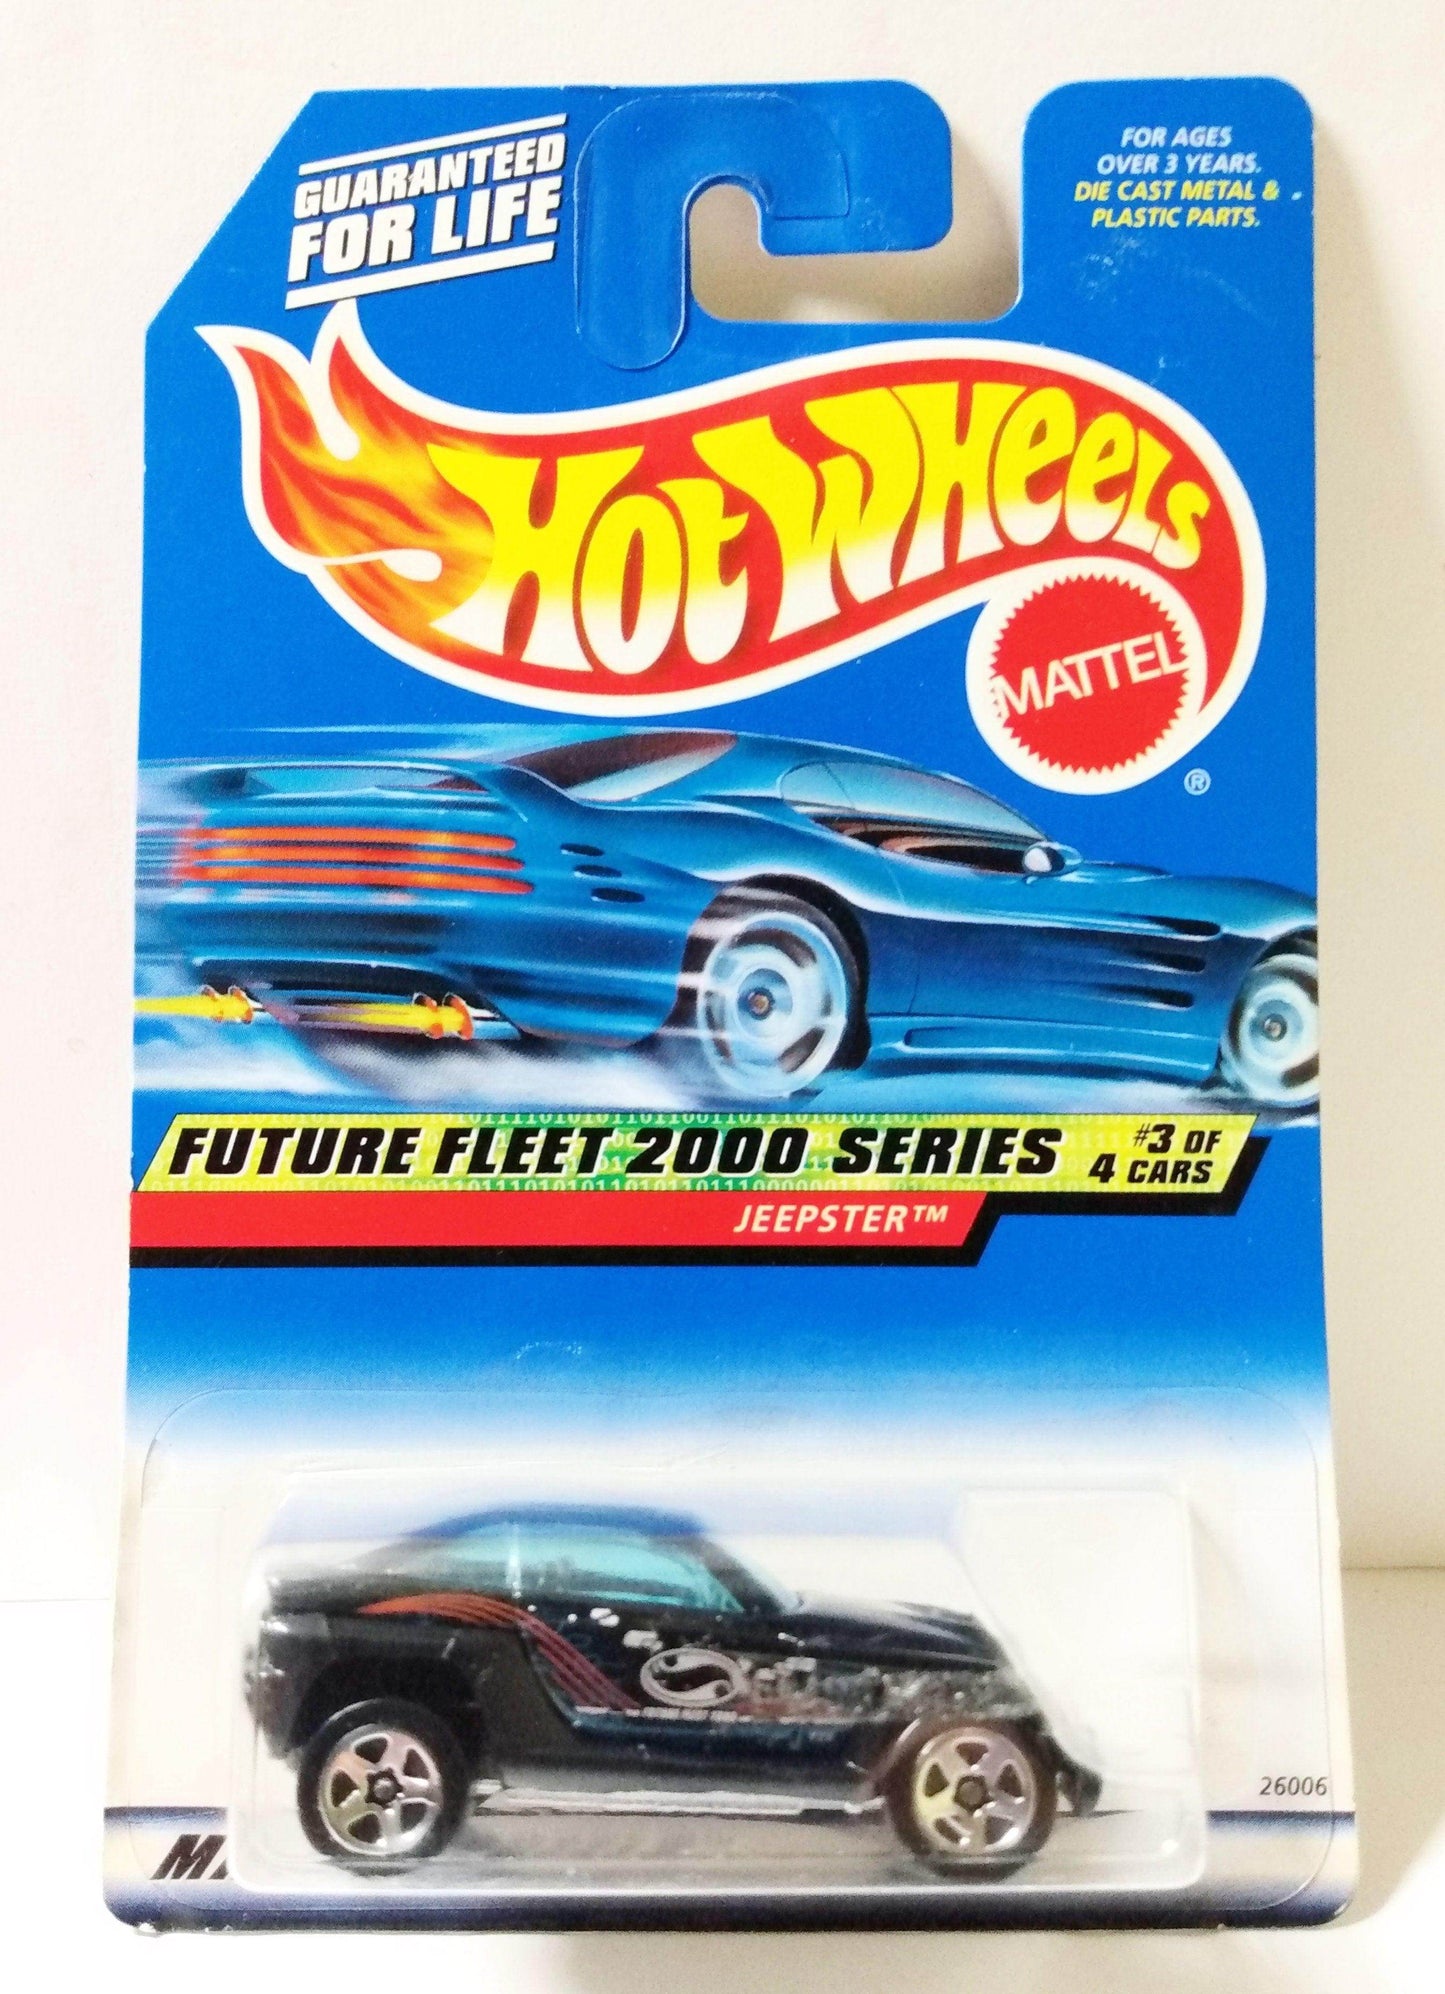 GUARANTEED
FOR LIFE
FOR AGES
OVER 3 YEARS.
DIE CAST METAL &
PLASTIC PARTS.
HOT WHEELS
MATTEL
®
FUTURE FLEET 2000 SERIES
#3 OF
4 CARS
JEEPSTER™
26006